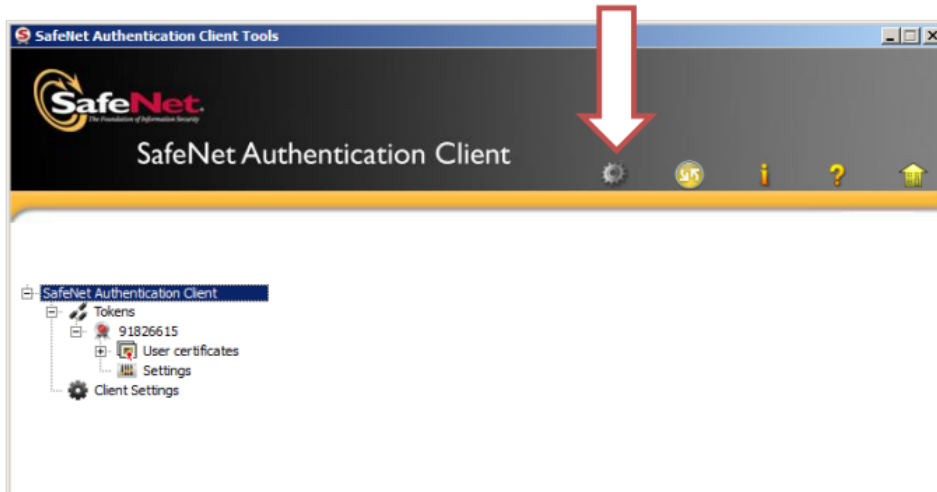 SafeNet Authentication Client Tools
SafeNet.
The Foundation of Information Security
SafeNet Authentication Client
SafeNet Authentication Client
Tokens
91826615
User certificates
Settings
Client Settings